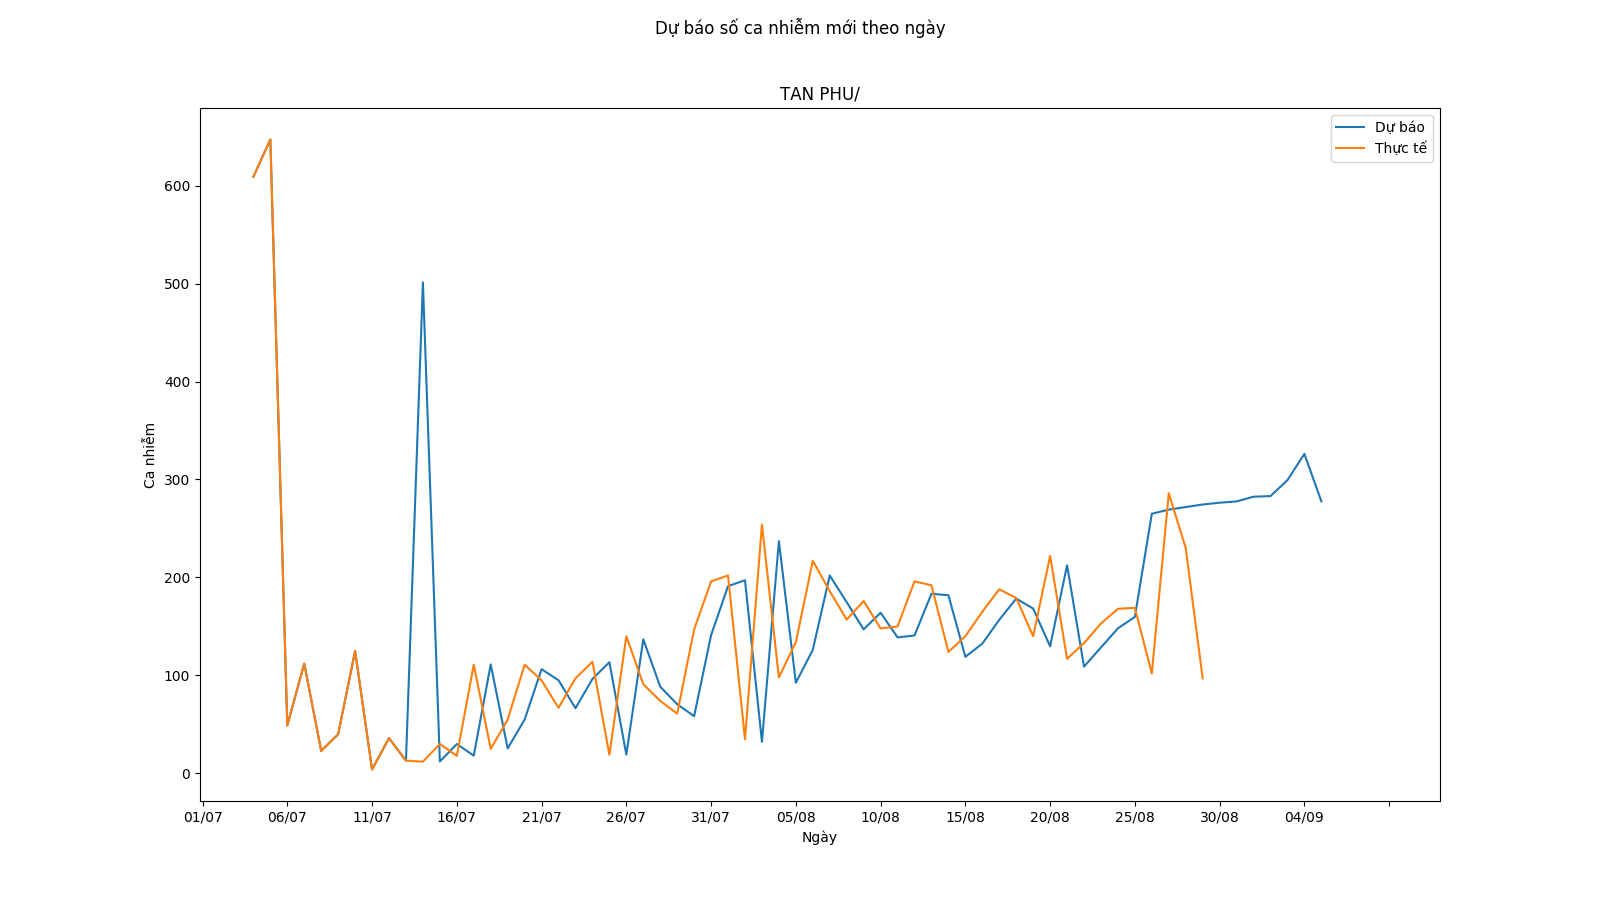 Dự báo số ca nhiễm mới theo ngày
TAN PHU/
Dự báo
Thực tế
600
500
400
300
200
100
0
Ca nhiễm
01/07 06/07 11/07 16/07 21/07 26/07 31/07 05/08 10/08 15/08 20/08 25/08 30/08 04/09
Ngày